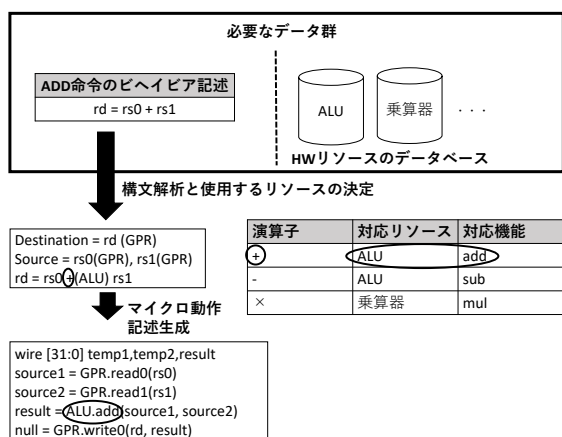 必要なデータ群
ADD命令のビヘイビア記述
rd = rs0 + rs1
ALU
乗算器
・・・
HWリソースのデータベース
構文解析と使用するリソースの決定
Destination = rd (GPR)
Source = rs0(GPR), rs1(GPR)
rd = rs0 +(ALU) rs1
演算子 対応リソース 対応機能
+ ALU add
- ALU sub
× 乗算器 mul
マイクロ動作
記述生成
wire [31:0] temp1,temp2,result
source1 = GPR.read0(rs0)
source2 = GPR.read1(rs1)
result = ALU.add(source1, source2)
null = GPR.write0(rd, result)